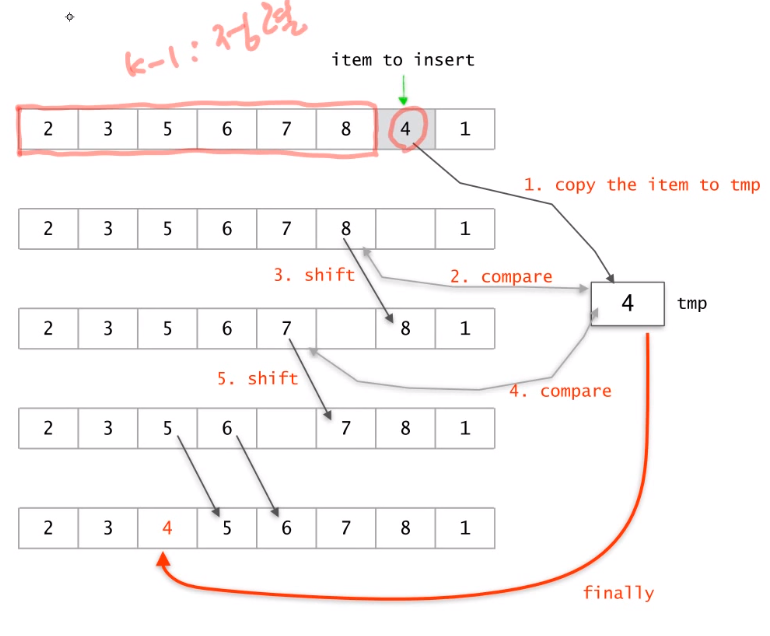 k-1: 정렬
item to insert
2 3 5 6 7 8 4 1
1. copy the item to tmp
2 3 5 6 7 8 1
3. shift
2. compare
4 tmp
2 3 5 6 7 8 1
5. shift
4. compare
2 3 5 6 7 8 1
2 3 4 5 6 7 8 1
finally